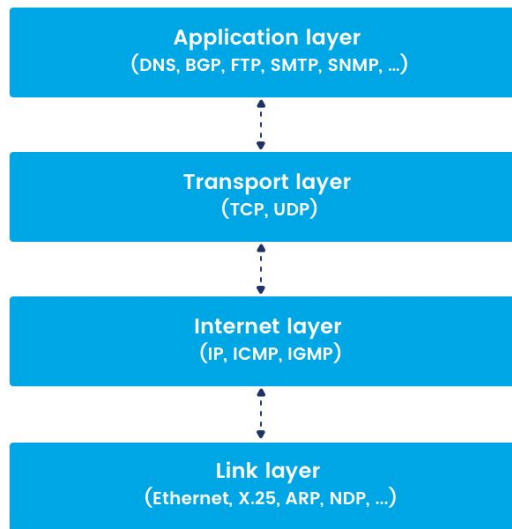 Application layer
(DNS, BGP, FTP, SMTP, SNMP, ...)
Transport layer
(TCP, UDP)
Internet layer
(IP, ICMP, IGMP)
Link layer
(Ethernet, X.25, ARP, NDP, ...)